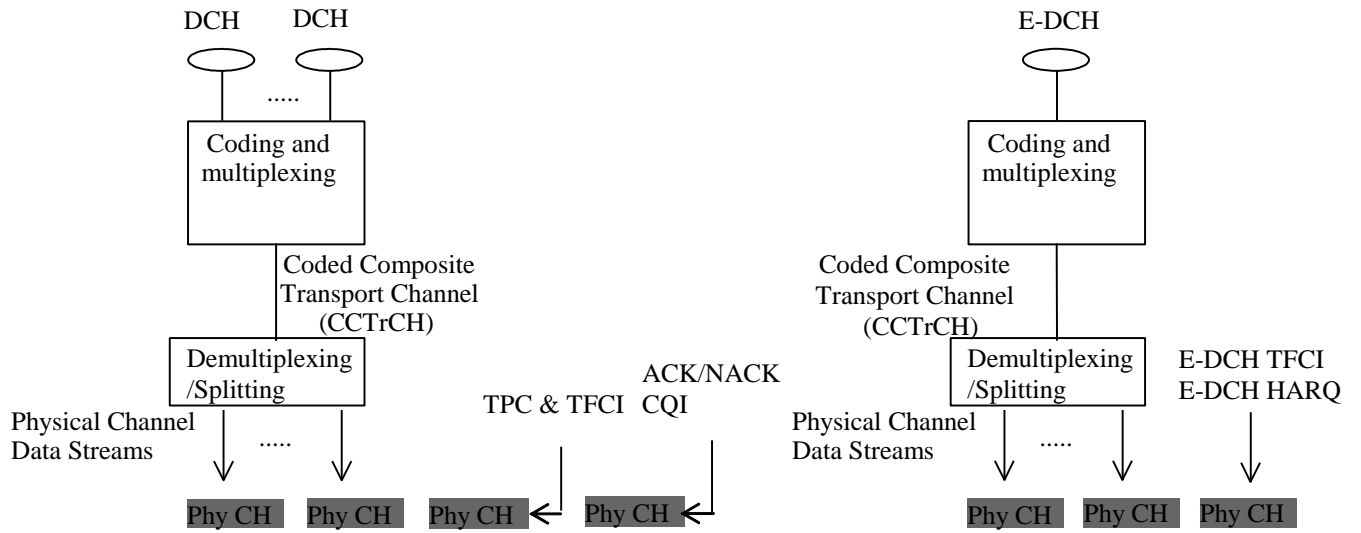 DCH
DCH
E-DCH
.....
Coding and
multiplexing
Coding and
multiplexing
Coded Composite
Transport Channel
(CCTrCH)
Coded Composite
Transport Channel
(CCTrCH)
Demultiplexing
/Splitting
ACK/NACK
CQI
TPC & TFCI
Demultiplexing
/Splitting
E-DCH TFCI
E-DCH HARQ
Physical Channel
Data Streams
.....
Physical Channel
Data Streams
.....
Phy CH
Phy CH
Phy CH
Phy CH
Phy CH
Phy CH
Phy CH